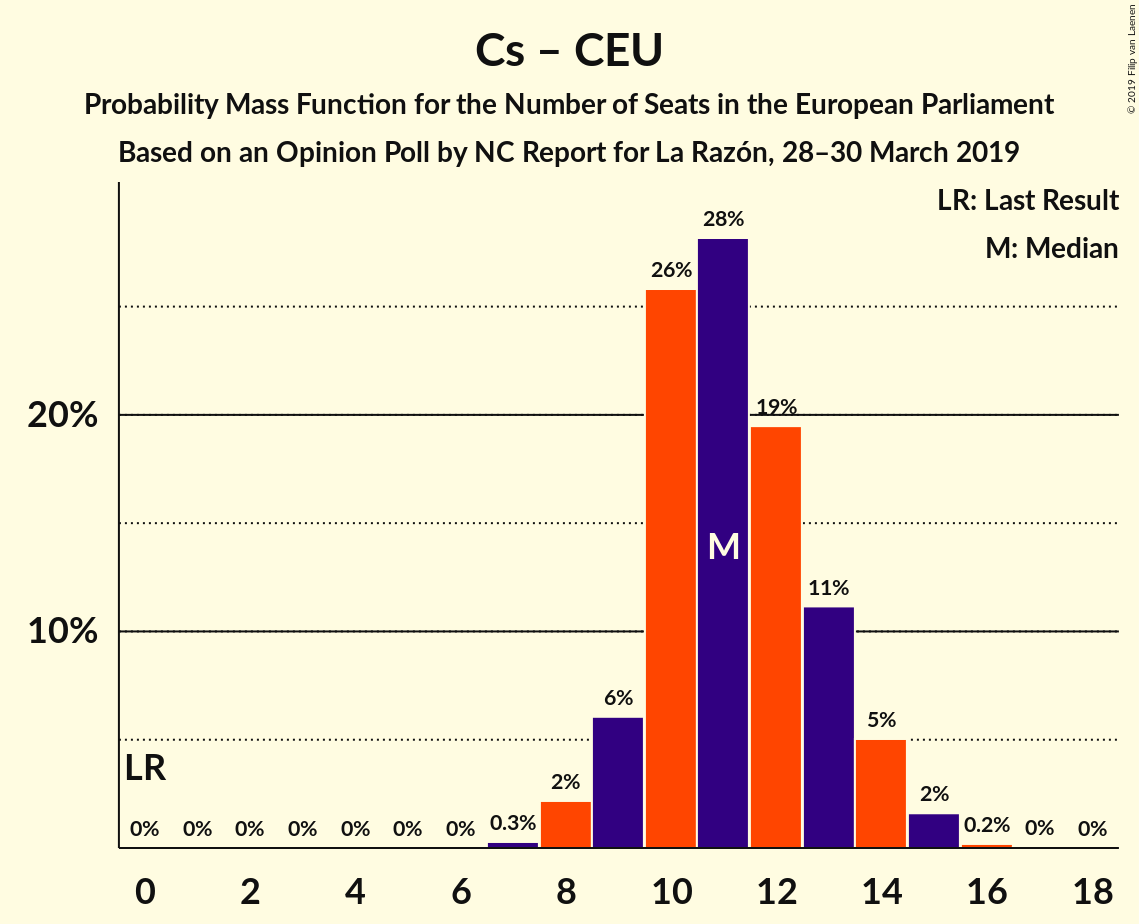 Cs – CEU
Probability Mass Function for the Number of Seats in the European Parliament
Based on an Opinion Poll by NC Report for La Razón, 28–30 March 2019
© 2019 Filip van Laenen
LR: Last Result
M: Median
28%
26%
20%
19%
M
11%
10%
6%
5%
LR
2%
2%
0% 0% 0% 0% 0% 0% 0% 0.3% 0.2% 0% 0%
0 2 4 6 8 10 12 14 16 18